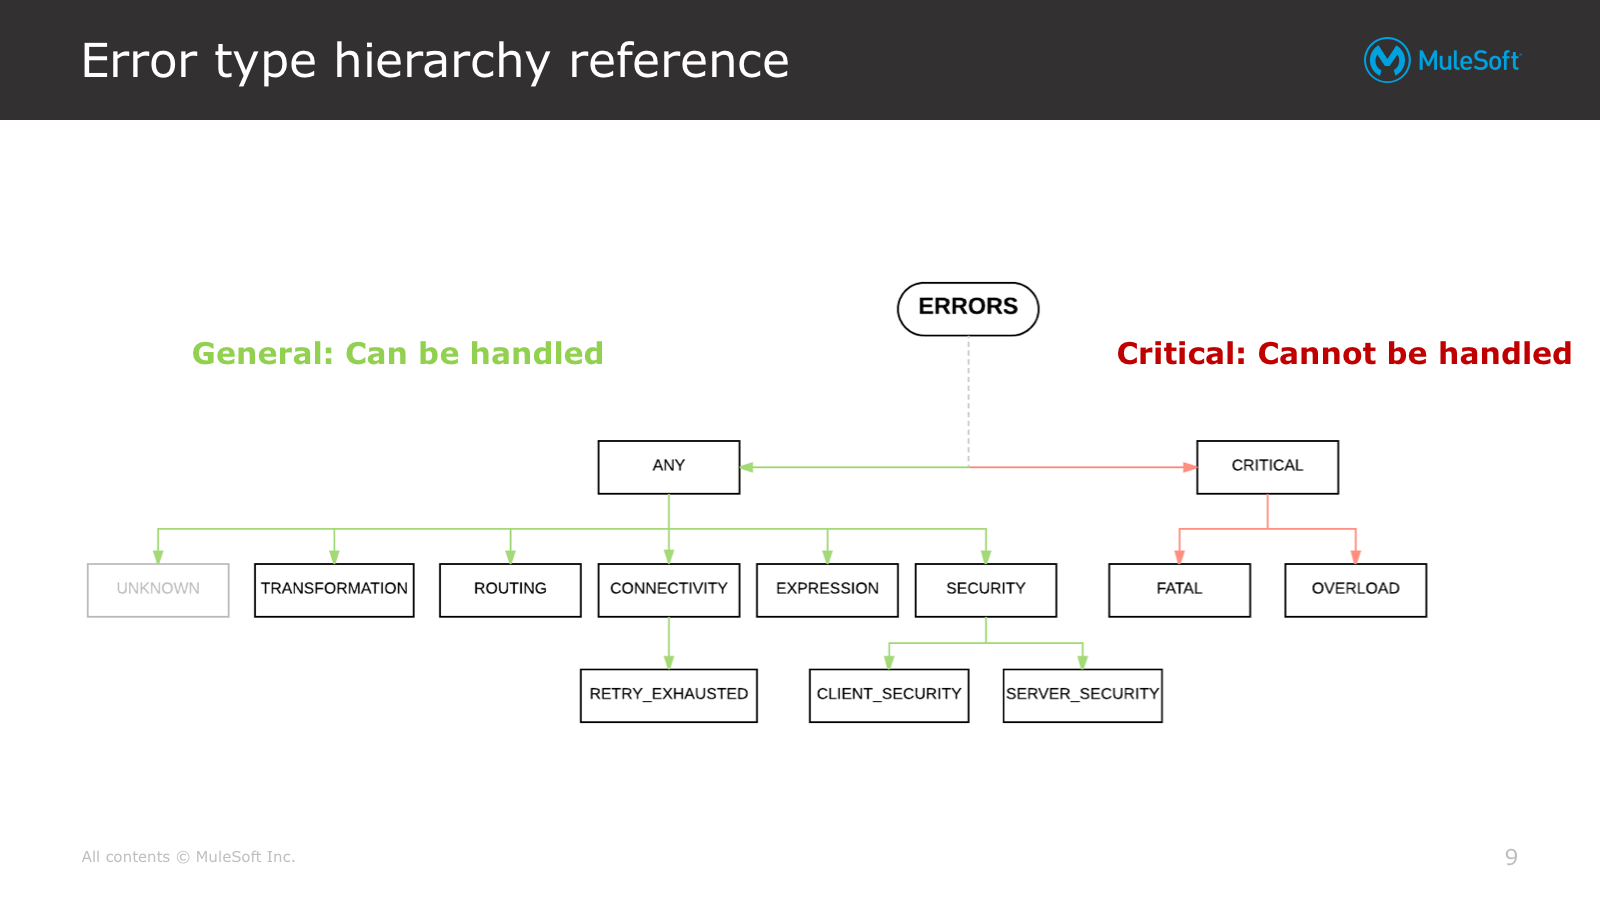 Error type hierarchy reference
MuleSoft
ERRORS
General: Can be handled
Critical: Cannot be handled
ANY
CRITICAL
UNKNOWN
TRANSFORMATION
ROUTING
CONNECTIVITY
EXPRESSION
SECURITY
FATAL
OVERLOAD
RETRY_EXHAUSTED
CLIENT_SECURITY
SERVER_SECURITY
All contents © MuleSoft Inc.
9